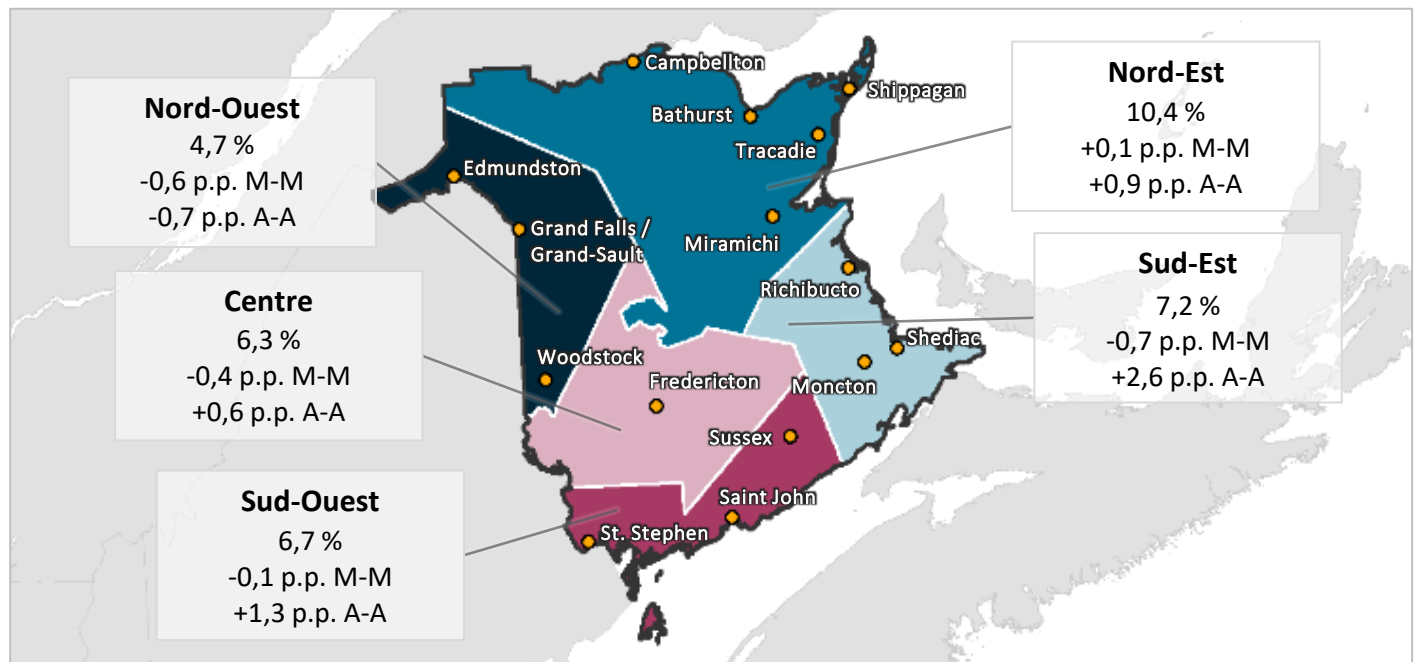 Nord-Ouest
4,7 %
-0,6 p.p. M-M
-0,7 p.p. A-A
Centre
6,3 %
-0,4 p.p. M-M
+0,6 p.p. A-A
Sud-Ouest
6,7 %
-0,1 p.p. M-M
+1,3 p.p. A-A
Campbellton
Bathurst
Shippagan
Tracadie
Edmundston
Grand Falls /
Grand-Sault
Miramichi
Richibucto
Shediac
Woodstock
Fredericton
Moncton
Sussex
Saint John
St. Stephen
Nord-Est
10,4 %
+0,1 p.p. M-M
+0,9 p.p. A-A
Sud-Est
7,2 %
-0,7 p.p. M-M
+2,6 p.p. A-A